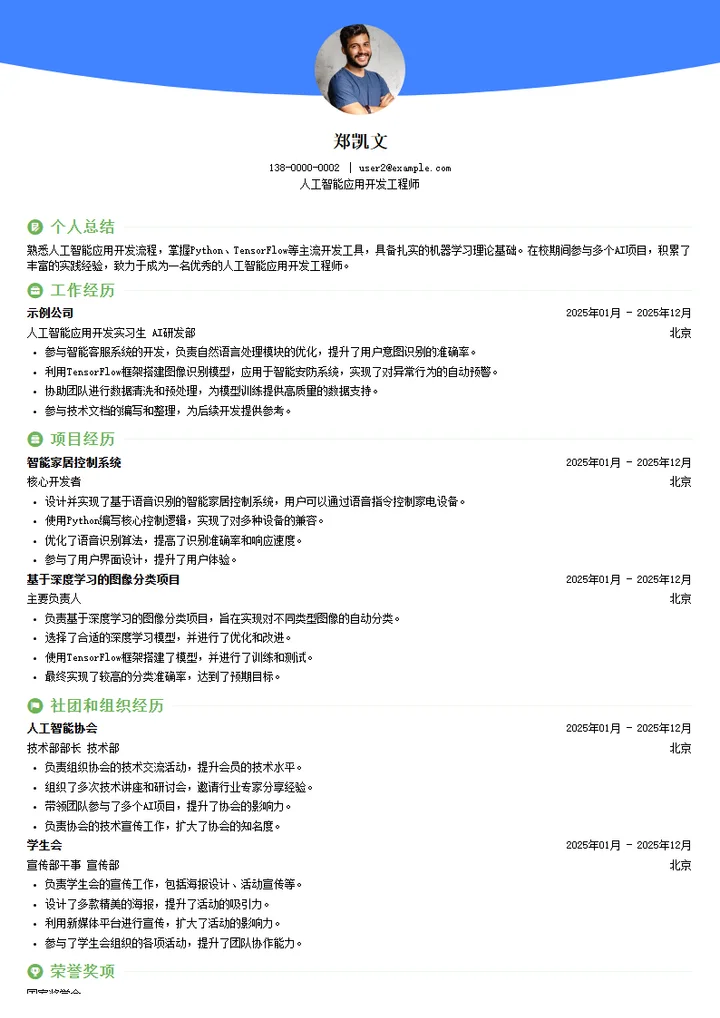 郑凯文
138-0000-0002 | user2@example.com
人工智能应用开发工程师
个人总结
熟悉人工智能应用开发流程，掌握Python、TensorFlow等主流开发工具，具备扎实的机器学习理论基础。在校期间参与多个AI项目，积累了
丰富的实践经验，致力于成为一名优秀的人工智能应用开发工程师。
工作经历
示创公司 2025年01月 - 2025年12月
人工智能应用开发实习生 AI研发部 北京
• 参与智能客服系统的开发，负责自然语言处理模块的优化，提升了用户意图识别的准确率。
• 利用TensorFlow框架搭建图像识别模型，应用于智能安防系统，实现了对异常行为的自动预警。
• 协助团队进行数据清洗和预处理，为模型训练提供高质量的数据支持。
• 参与技术文档的编写和整理，为后续开发提供参考。
项目经历
智能家居控制系统 2025年01月 - 2025年12月
核心开发者 北京
• 设计并实现了基于语音识别的智能家居控制系统，用户可以通过语音指令控制家电设备。
• 使用Python编写核心控制逻辑，实现了对多种设备的兼容。
• 优化了语音识别算法，提高了识别准确率和响应速度。
• 参与了用户界面设计，提升了用户体验。
基于深度学习的图像分类项目 2025年01月 - 2025年12月
主要负责人 北京
• 负责基于深度学习的图像分类项目，旨在实现对不同类型图像的自动分类。
• 选择了合适的深度学习模型，并进行了优化和改进。
• 使用TensorFlow框架搭建了模型，并进行了训练和测试。
• 最终实现了较高的分类准确率，达到了预期目标。
社团和组织经历
人工智能协会 2025年01月 - 2025年12月
技术部部长 技术部 北京
• 负责组织协会的技术交流活动，提升会员的技术水平。
• 组织了多次技术讲座和研讨会，邀请行业专家分享经验。
• 带领团队参与了多个AI项目，提升了协会的影响力。
• 负责协会的技术宣传工作，扩大了协会的知名度。
学生会 2025年01月 - 2025年12月
宣传部干事 宣传部 北京
• 负责学生会的宣传工作，包括海报设计、活动宣传等。
• 设计了多款精美的海报，提升了活动的吸引力。
• 利用新媒体平台进行宣传，扩大了活动的影响力。
• 参与了学生会组织的各项活动，提升了团队协作能力。
荣誉奖项
国家奖学金